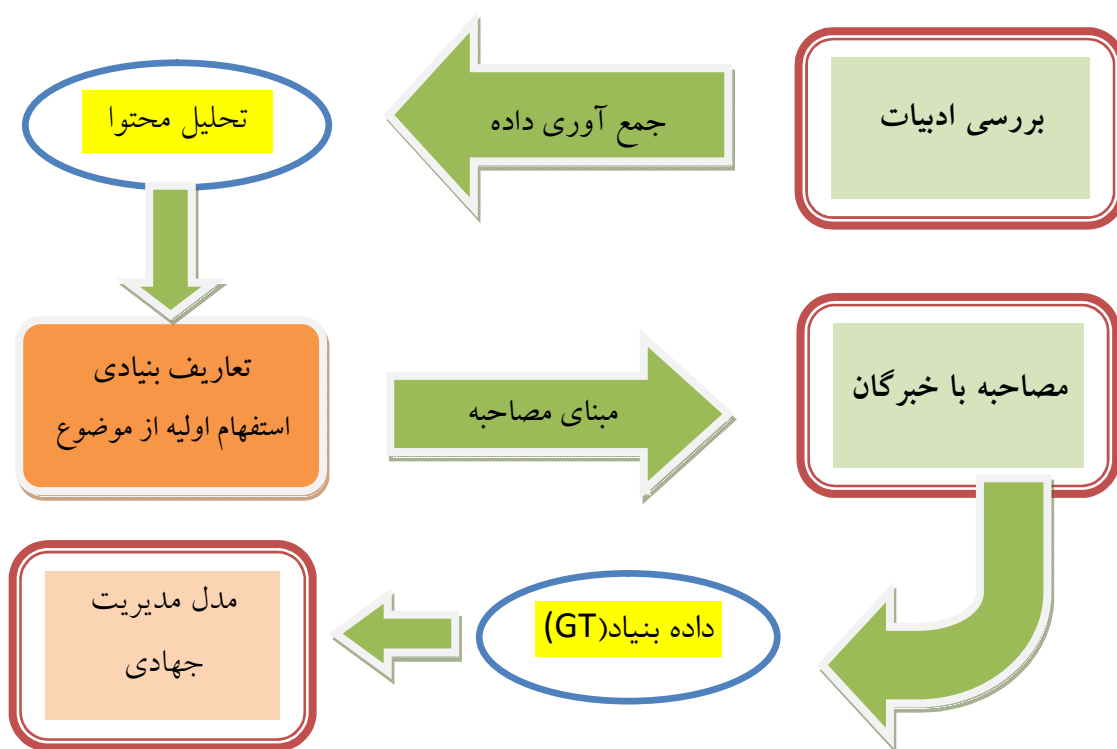 بررسی ادبیات
جمع آوری داده
تحلیل محتوا
تعاریف بنیادی
استفهام اولیه از موضوع
مبنای مصاحبه
مصاحبه با خبرگان
داده بنیاد(GT)
مدل مدیریت
جهادی